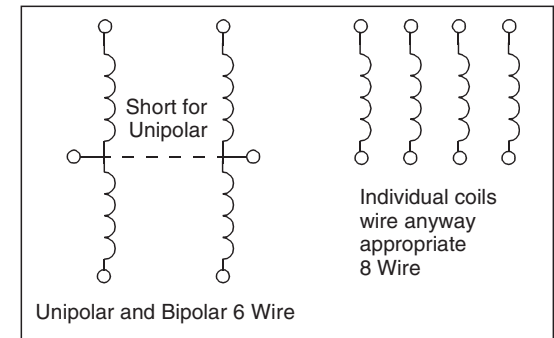 Short for
Unipolar
Individual coils
wire anyway
appropriate
8 Wire
Unipolar and Bipolar 6 Wire